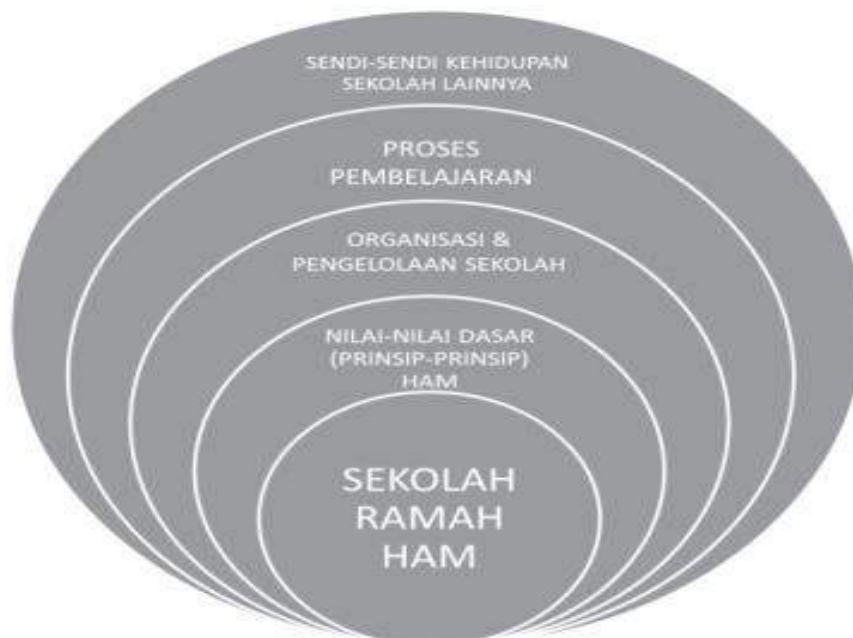 SENDI-SENDI KEHIDUPAN
SEKOLAH LAINNYA
PROSES
PEMBELAJARAN
ORGANISASI &
PENGELOLAAN SEKOLAH
NILAI-NILAI DASAR
(PRINSIP-PRINSIP)
HAM
SEKOLAH
RAMAH
HAM